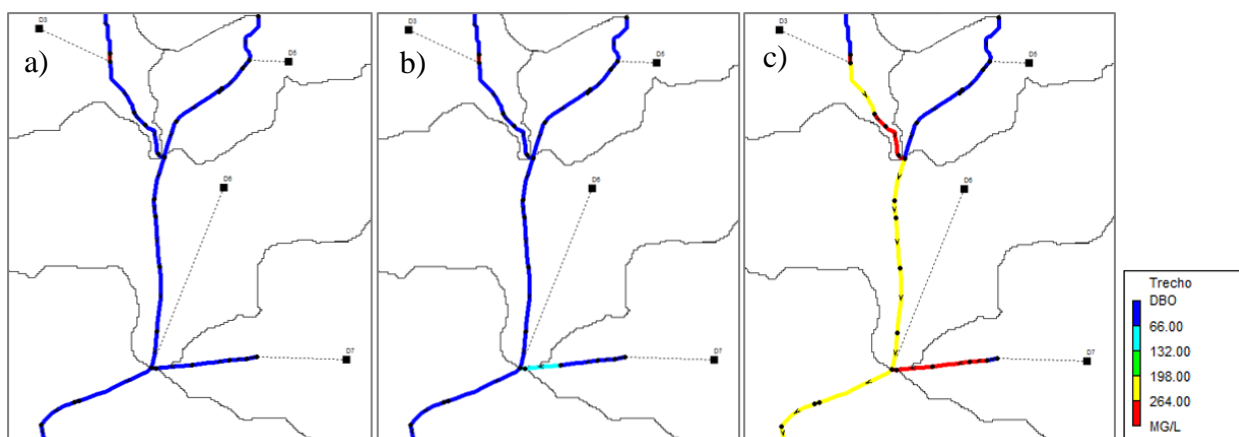 a)
D3
D5
D6
D7
b)
D3
D5
D6
D7
c)
D3
D5
D6
D7
Trecho
DBO
66.00
132.00
198.00
264.00
MG/L